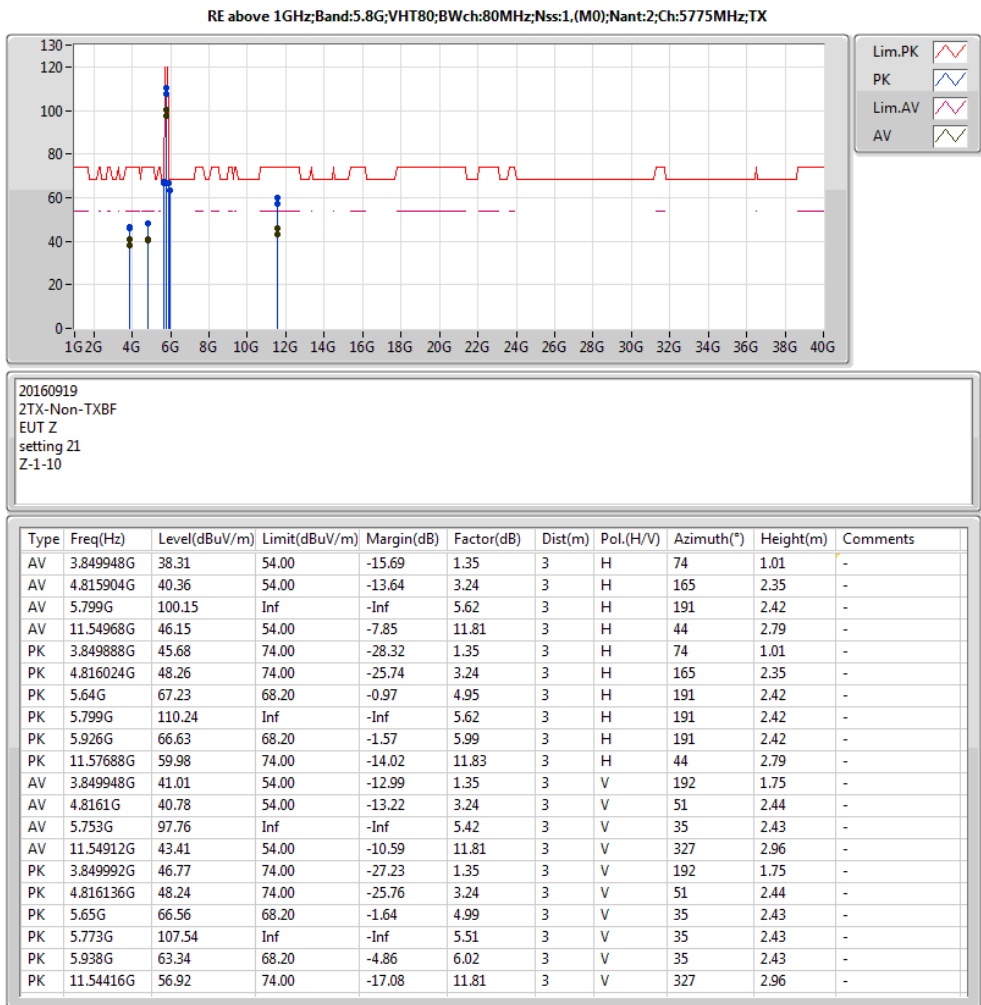 RE above 1GHz;Band:5.8G;VHT80;BWch:80MHz;Nss:1,(M0);Nant:2;Ch:5775MHz;TX
130
120
100
80
60
40
20
0
1G 2G 4G 6G 8G 10G 12G 14G 16G 18G 20G 22G 24G 26G 28G 30G 32G 34G 36G 38G 40G
Lim.PK
PK
Lim.AV
AV
20160919
2TX-Non-TXBF
EUT Z
setting 21
Z-1-10
Type Freq(Hz) Level(dBuV/m) Limit(dBuV/m) Margin(dB) Factor(dB) Dist(m) Pol.(H/V) Azimuth(°) Height(m) Comments
AV 3.849948G 38.31 54.00 -15.69 1.35 3 H 74 1.01 -
AV 4.815904G 40.36 54.00 -13.64 3.24 3 H 165 2.35 -
AV 5.799G 100.15 Inf -Inf 5.62 3 H 191 2.42 -
AV 11.54968G 46.15 54.00 -7.85 11.81 3 H 44 2.79 -
PK 3.849888G 45.68 74.00 -28.32 1.35 3 H 74 1.01 -
PK 4.816024G 48.26 74.00 -25.74 3.24 3 H 165 2.35 -
PK 5.64G 67.23 68.20 -0.97 4.95 3 H 191 2.42 -
PK 5.799G 110.24 Inf -Inf 5.62 3 H 191 2.42 -
PK 5.926G 66.63 68.20 -1.57 5.99 3 H 191 2.42 -
PK 11.57688G 59.98 74.00 -14.02 11.83 3 H 44 2.79 -
AV 3.849948G 41.01 54.00 -12.99 1.35 3 V 192 1.75 -
AV 4.8161G 40.78 54.00 -13.22 3.24 3 V 51 2.44 -
AV 5.753G 97.76 Inf -Inf 5.42 3 V 35 2.43 -
AV 11.54912G 43.41 54.00 -10.59 11.81 3 V 327 2.96 -
PK 3.849992G 46.77 74.00 -27.23 1.35 3 V 192 1.75 -
PK 4.816136G 48.24 74.00 -25.76 3.24 3 V 51 2.44 -
PK 5.65G 66.56 68.20 -1.64 4.99 3 V 35 2.43 -
PK 5.773G 107.54 Inf -Inf 5.51 3 V 35 2.43 -
PK 5.938G 63.34 68.20 -4.86 6.02 3 V 35 2.43 -
PK 11.54416G 56.92 74.00 -17.08 11.81 3 V 327 2.96 -